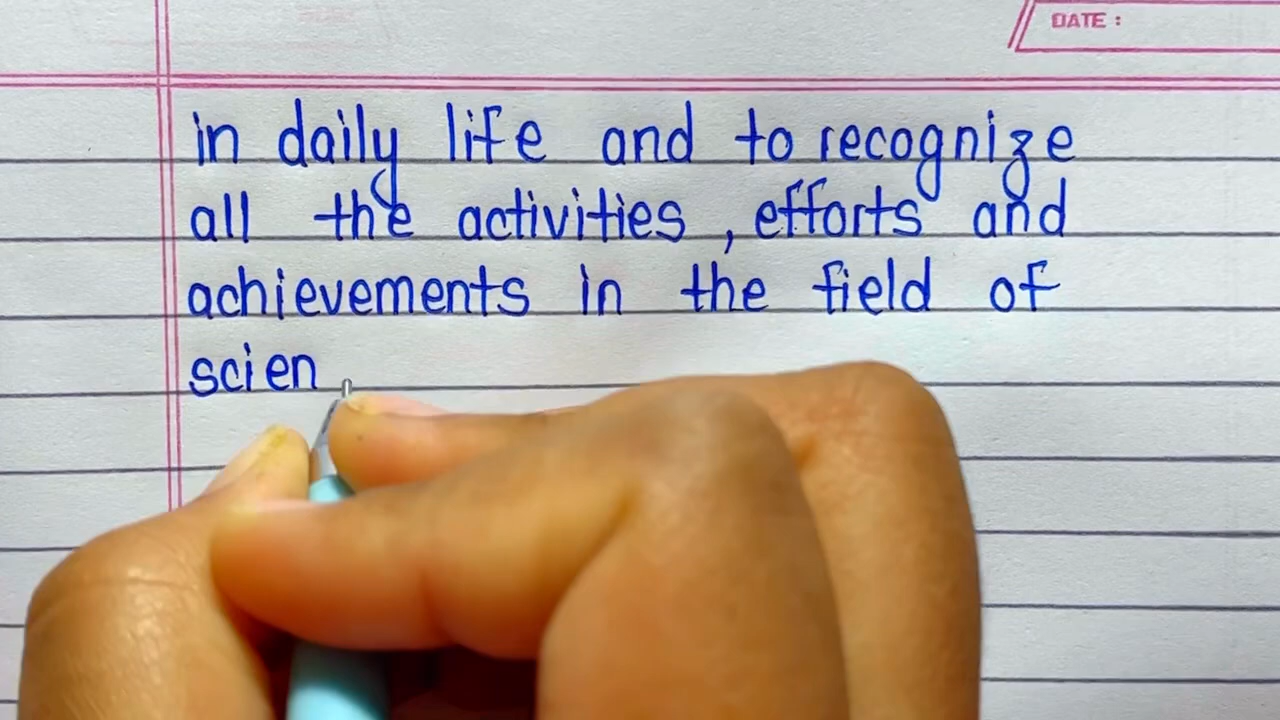 DATE :
in daily life and to recognize
all the activities , efforts and
achievements in the field of
scien